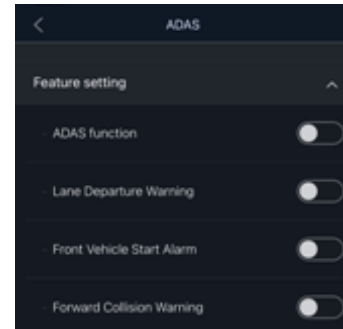 ADAS
Feature setting
ADAS function
Lane Departure Warning
Front Vehicle Start Alarm
Forward Collision Warning